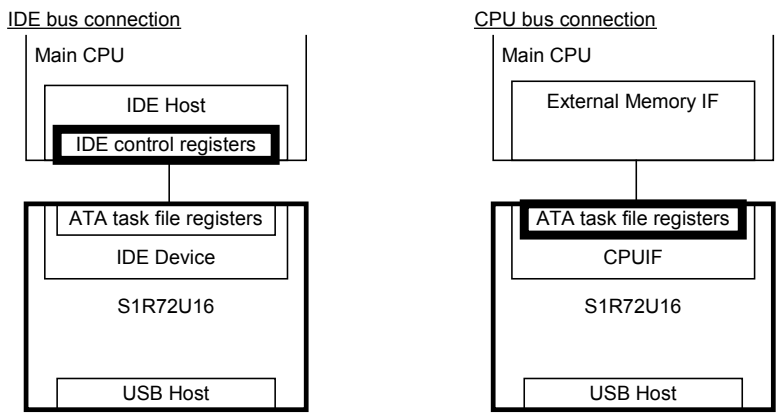 IDE bus connection
Main CPU
IDE Host
IDE control registers
ATA task file registers
IDE Device
S1R72U16
USB Host
CPU bus connection
Main CPU
External Memory IF
ATA task file registers
CPUIF
S1R72U16
USB Host